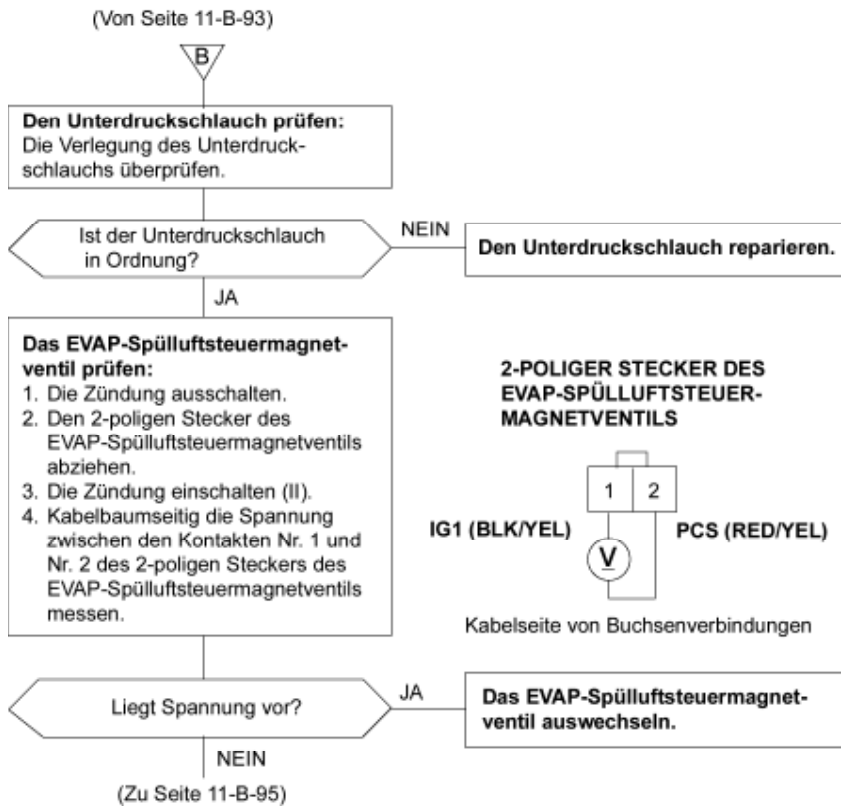 (Von Seite 11-B-93)
B
Den Unterdruckschlauch prüfen:
Die Verlegung des Unterdruck-
schlauchs überprüfen.
Ist der Unterdruckschlauch
in Ordnung?
NEIN
Den Unterdruckschlauch reparieren.
JA
Das EVAP-Spülluftsteuermagnet-
ventil prüfen:
1. Die Zündung ausschalten.
2. Den 2-poligen Stecker des
EVAP-Spülluftsteuermagnetventils
abziehen.
3. Die Zündung einschalten (II).
4. Kabelbaumseitig die Spannung
zwischen den Kontakten Nr. 1 und
Nr. 2 des 2-poligen Steckers des
EVAP-Spülluftsteuermagnetventils
messen.
2-POLIGER STECKER DES
EVAP-SPÜLLUFTSTEUER-
MAGNETVENTILS
1 2
IG1 (BLK/YEL)
PCS (RED/YEL)
V
Kabelseite von Buchsenverbindungen
Liegt Spannung vor?
JA
Das EVAP-Spülluftsteuermagnet-
ventil auswechseln.
NEIN
(Zu Seite 11-B-95)